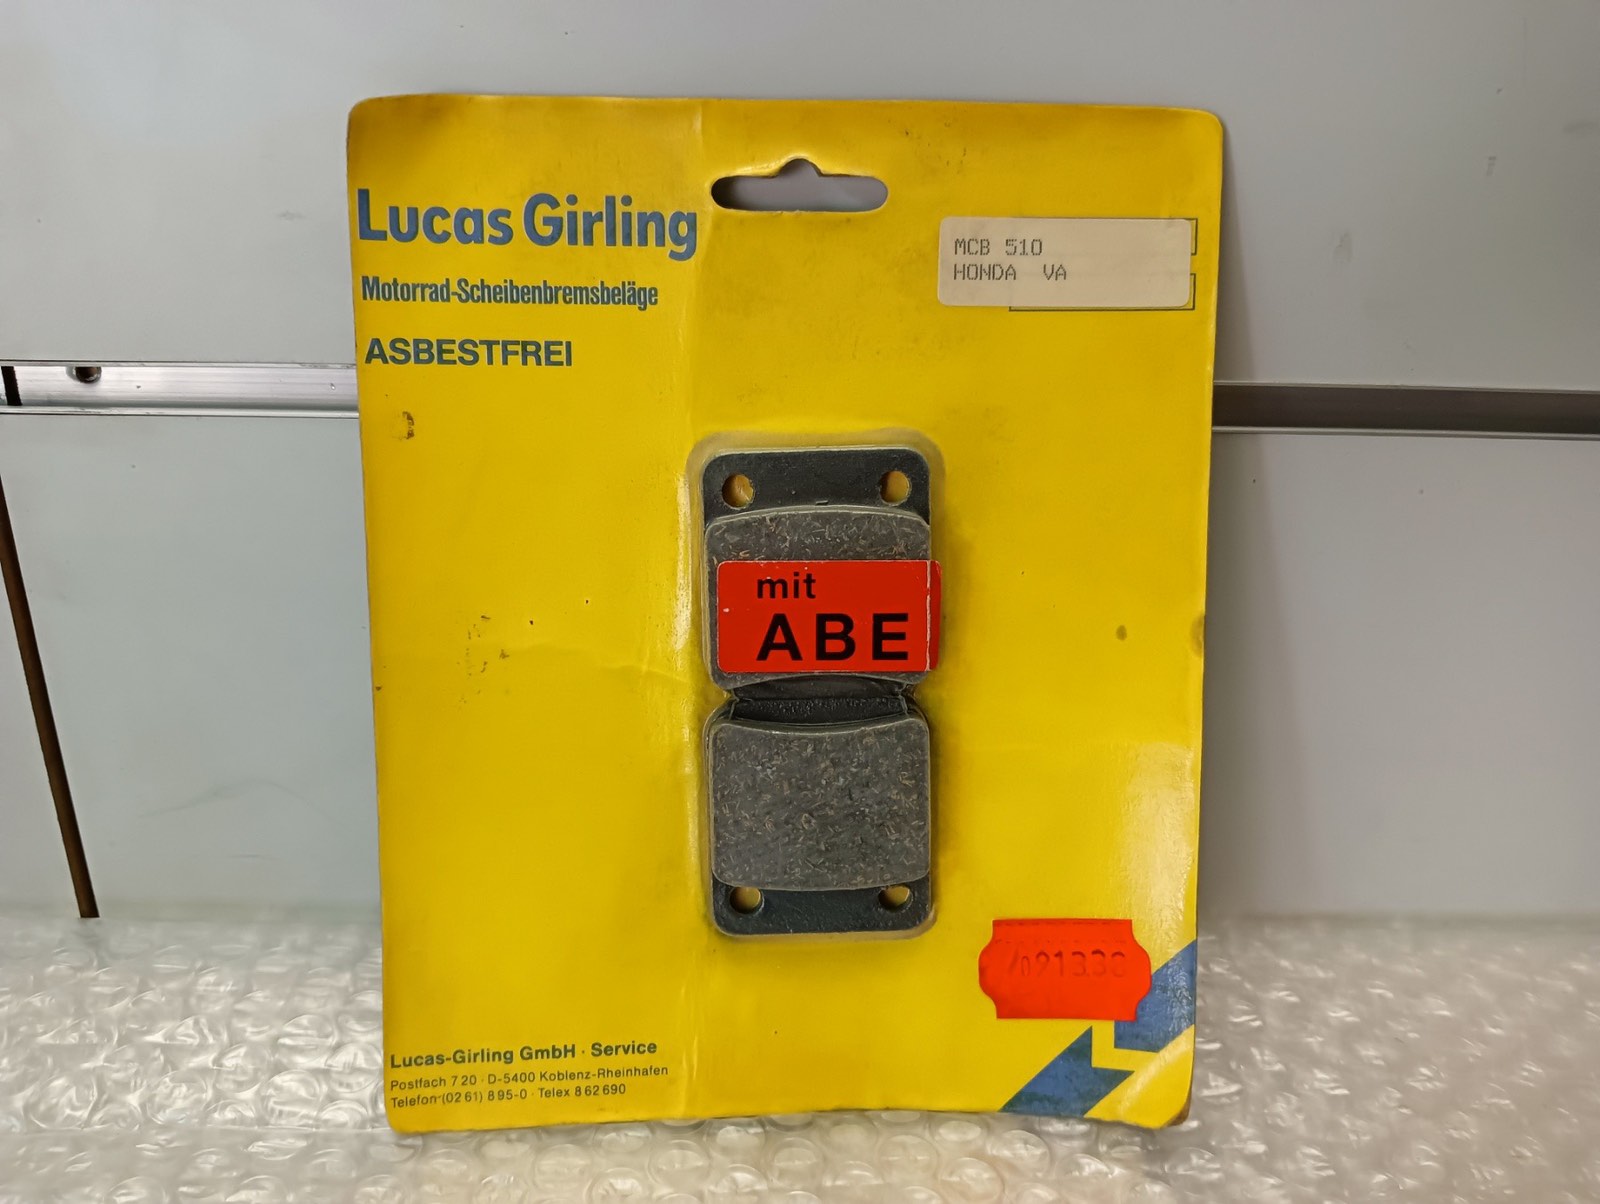 Lucas Girling
Motorrad-Scheibenbremsbeläge
ASBESTFREI
MCB 510
HONDA VA
mit
ABE
Lucas-Girling GmbH · Service
Postfach 7 20 · D-5400 Koblenz-Rheinhafen
Telefon (02 61) 8 95-0 · Telex 8 62 690